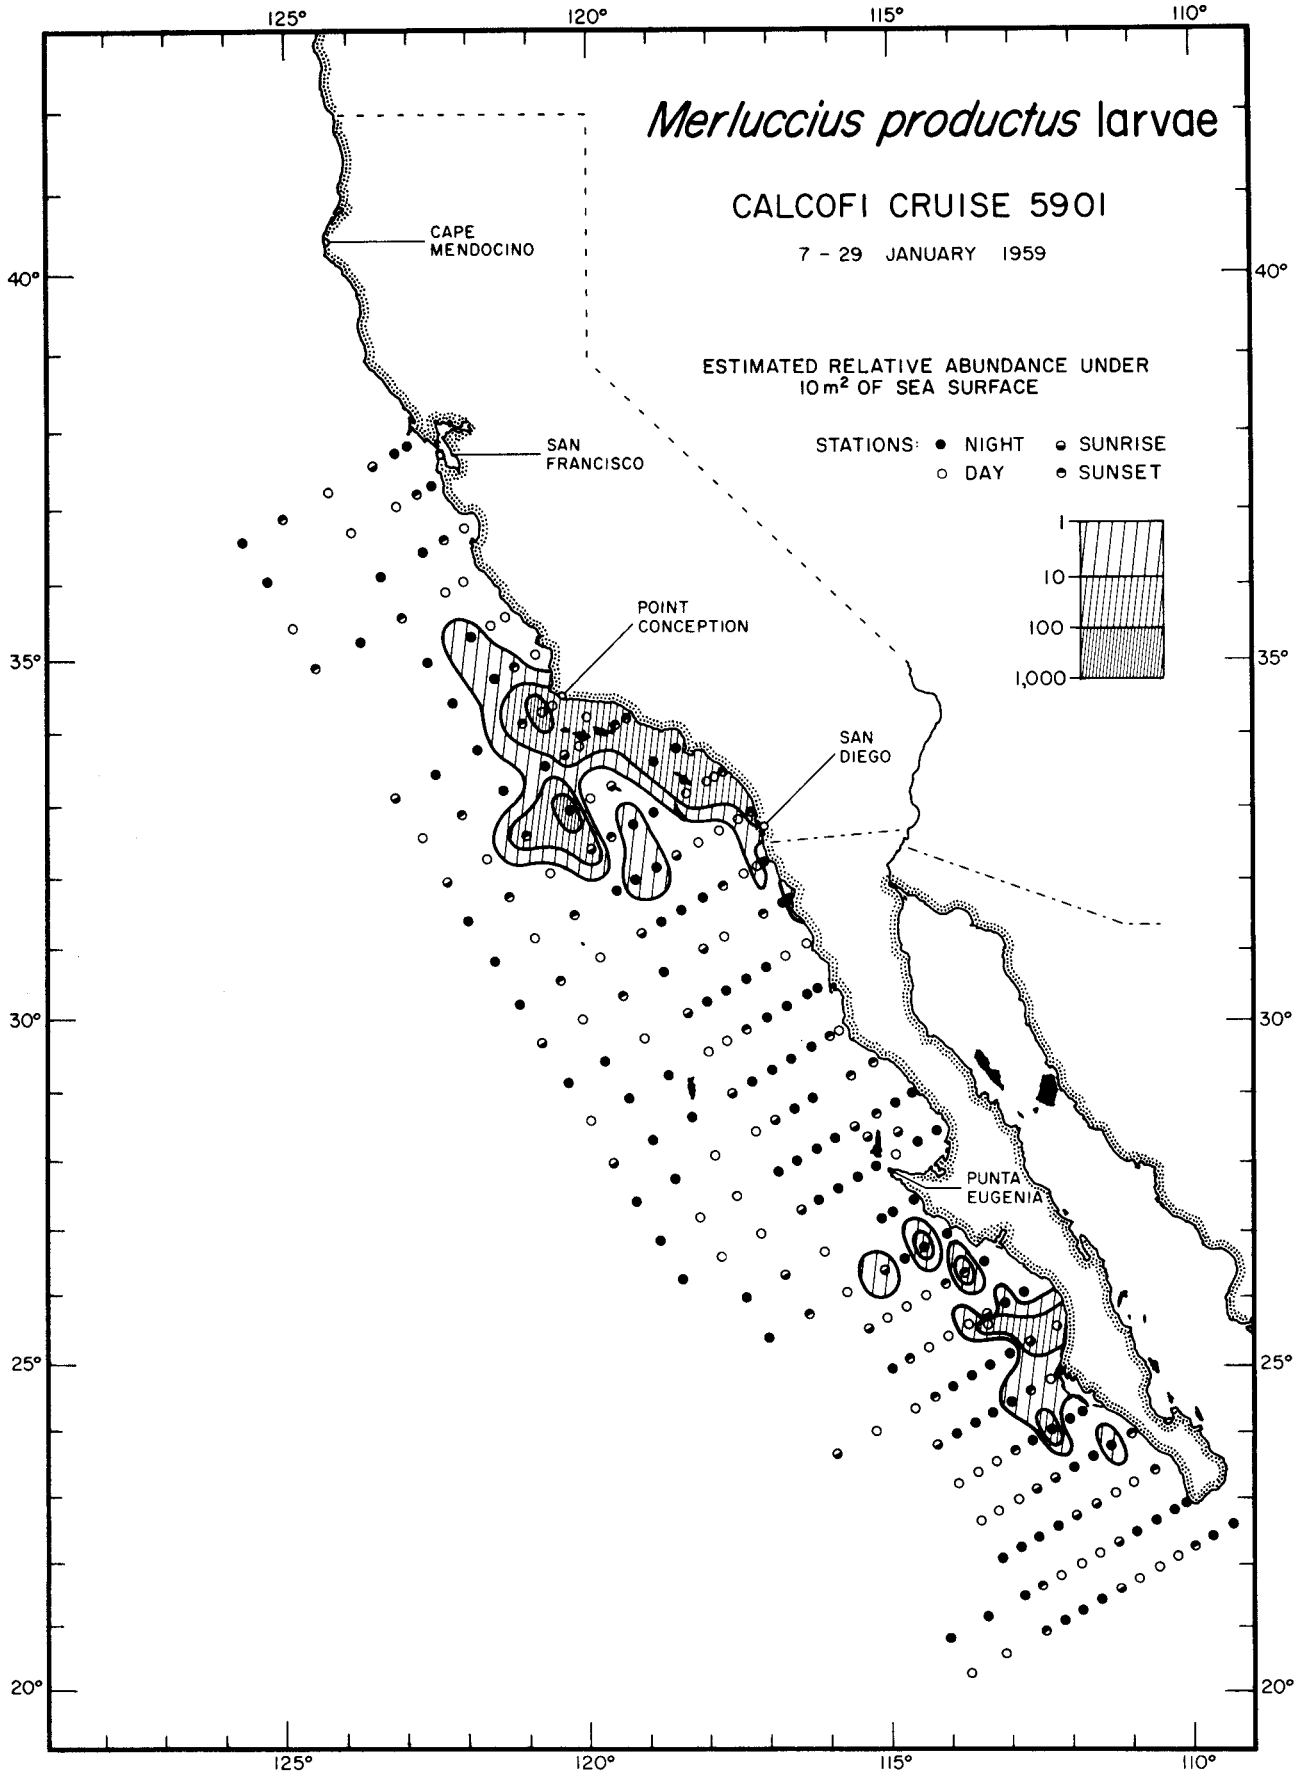 125°
120°
115°
110°
Merluccius productus larvae
CALCOFI CRUISE 5901
7 - 29 JANUARY 1959
CAPE
MENDOCINO
40°
40°
ESTIMATED RELATIVE ABUNDANCE UNDER
10 m² OF SEA SURFACE
STATIONS: ● NIGHT ◒ SUNRISE
○ DAY ◓ SUNSET
SAN
FRANCISCO
1
10
100
1,000
POINT
CONCEPTION
35°
35°
SAN
DIEGO
30°
30°
PUNTA
EUGENIA
25°
25°
20°
20°
125°
120°
115°
110°